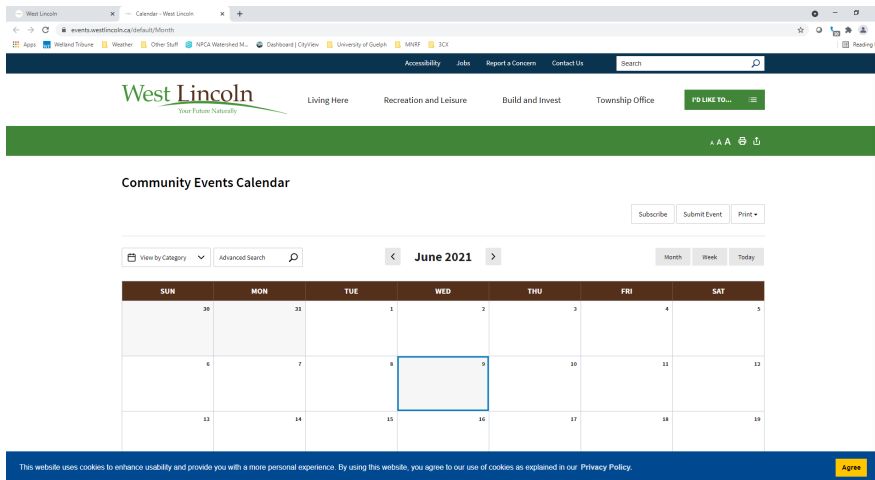 West Lincoln
Calendar - West Lincoln
events.westlincoln.ca/default/Month
Apps Welland Tribune Weather Other Stuff NPCA Watershed M... Dashboard | CityView University of Guelph MNRF 3CX Reading
Accessibility Jobs Report a Concern Contact Us Search
West Lincoln
Your Future Naturally
Living Here Recreation and Leisure Build and Invest Township Office I'D LIKE TO...
A A A
Community Events Calendar
Subscribe Submit Event Print
View by Category Advanced Search June 2021 Month Week Today
SUN MON TUE WED THU FRI SAT
30 31 1 2 3 4 5
6 7 8 9 10 11 12
13 14 15 16 17 18 19
This website uses cookies to enhance usability and provide you with a more personal experience. By using this website, you agree to our use of cookies as explained in our Privacy Policy. Agree